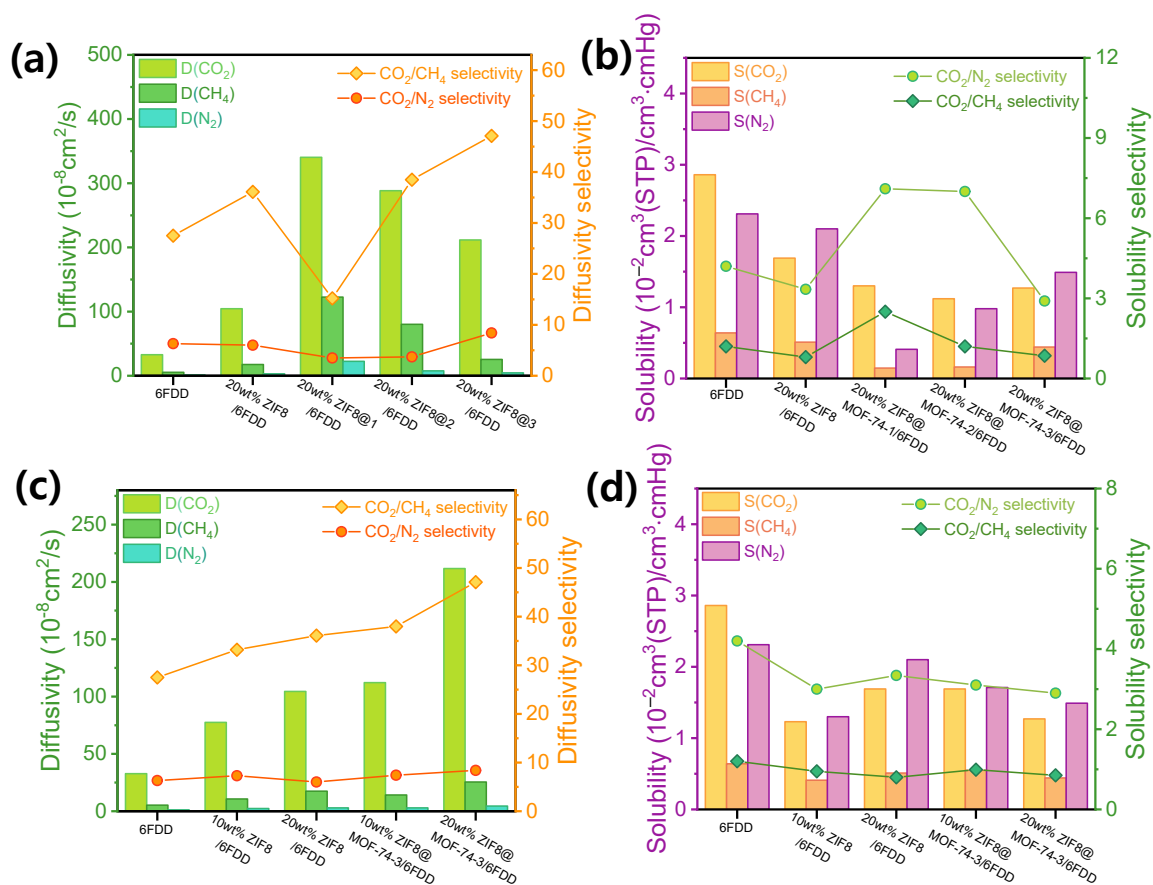 (a)
Diffusivity (10⁻⁸cm²/s)
500
400
300
200
100
0
D(CO₂)
D(CH₄)
D(N₂)
CO₂/CH₄ selectivity
CO₂/N₂ selectivity
60
50
40
30
20
10
0
Diffusivity selectivity
6FDD
20wt% ZIF8
/6FDD
20wt% ZIF8@1
/6FDD
20wt% ZIF8@2
/6FDD
20wt% ZIF8@3
/6FDD
(b)
Solubility (10⁻²cm³(STP)/cm³·cmHg)
4
3
2
1
0
S(CO₂)
S(CH₄)
S(N₂)
CO₂/N₂ selectivity
CO₂/CH₄ selectivity
12
9
6
3
0
Solubility selectivity
6FDD
20wt% ZIF8
/6FDD
20wt% ZIF8@
MOF-74-1/6FDD
20wt% ZIF8@
MOF-74-2/6FDD
20wt% ZIF8@
MOF-74-3/6FDD
(c)
Diffusivity (10⁻⁸cm²/s)
250
200
150
100
50
0
D(CO₂)
D(CH₄)
D(N₂)
CO₂/CH₄ selectivity
CO₂/N₂ selectivity
60
50
40
30
20
10
0
Diffusivity selectivity
6FDD
10wt% ZIF8
/6FDD
20wt% ZIF8
/6FDD
10wt% ZIF8@
MOF-74-3/6FDD
20wt% ZIF8@
MOF-74-3/6FDD
(d)
Solubility (10⁻²cm³(STP)/cm³·cmHg)
4
3
2
1
0
S(CO₂)
S(CH₄)
S(N₂)
CO₂/N₂ selectivity
CO₂/CH₄ selectivity
8
6
4
2
0
Solubility selectivity
6FDD
10wt% ZIF8
/6FDD
20wt% ZIF8
/6FDD
10wt% ZIF8@
MOF-74-3/6FDD
20wt% ZIF8@
MOF-74-3/6FDD